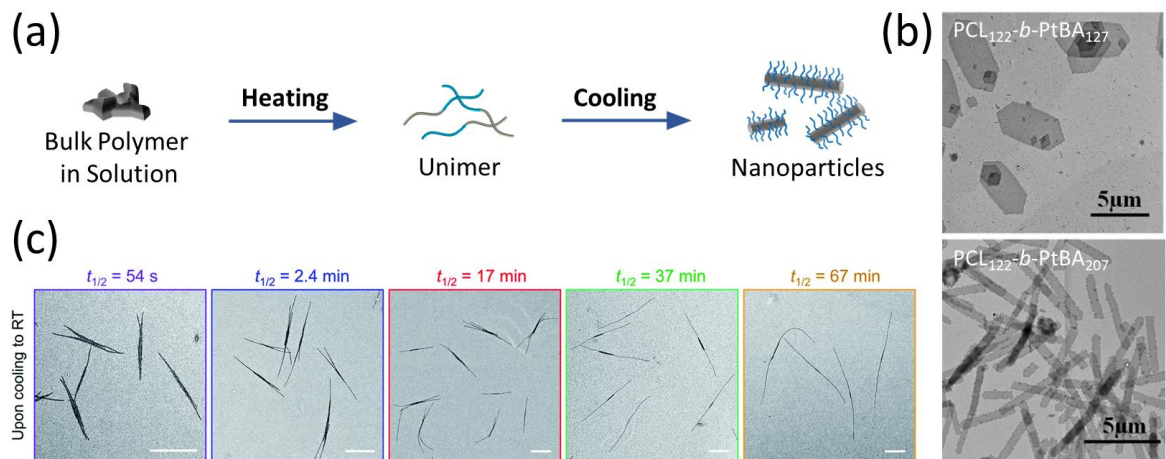 (a)
Heating
Cooling
Bulk Polymer
in Solution
Unimer
Nanoparticles
(b)
PCL122-b-PtBA127
5μm
PCL122-b-PtBA207
5μm
(c)
t1/2 = 54 s
t1/2 = 2.4 min
t1/2 = 17 min
t1/2 = 37 min
t1/2 = 67 min
Upon cooling to RT